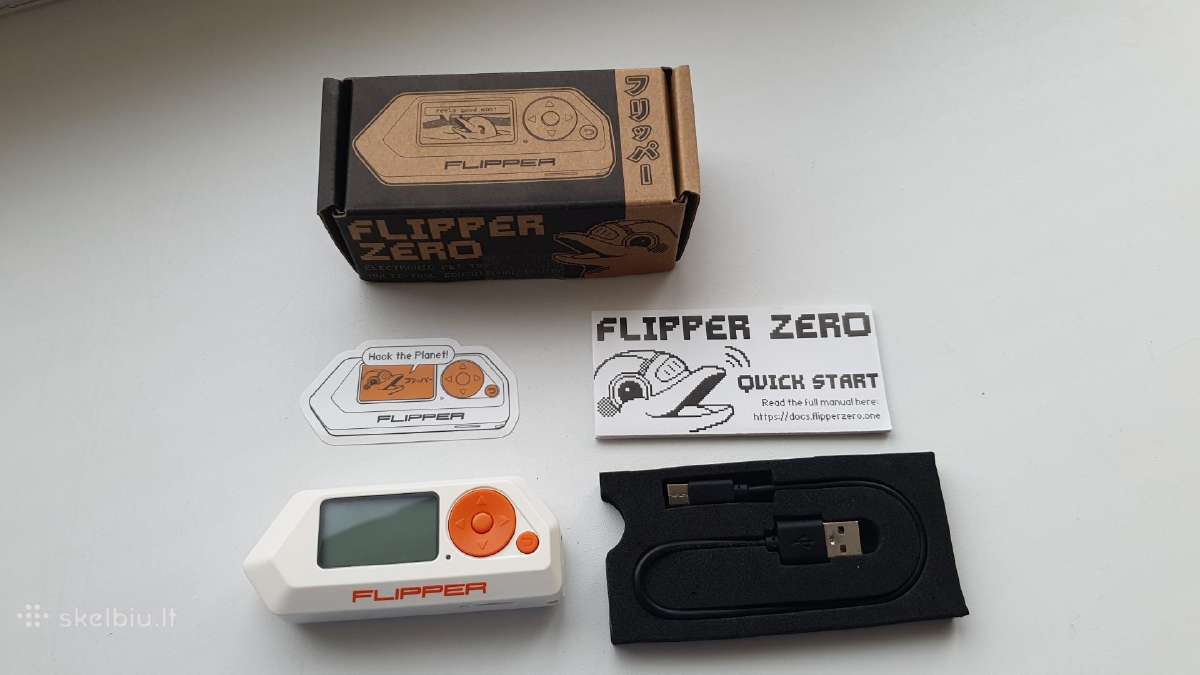 Feels good man!
FLIPPER
フリッパー
FLIPPER
ZERO
Hack the Planet!
フリッパー
FLIPPER
FLIPPER ZERO
QUICK START
Read the full manual here:
https://docs.flipperzero.one
FLIPPER
skelbiu.lt